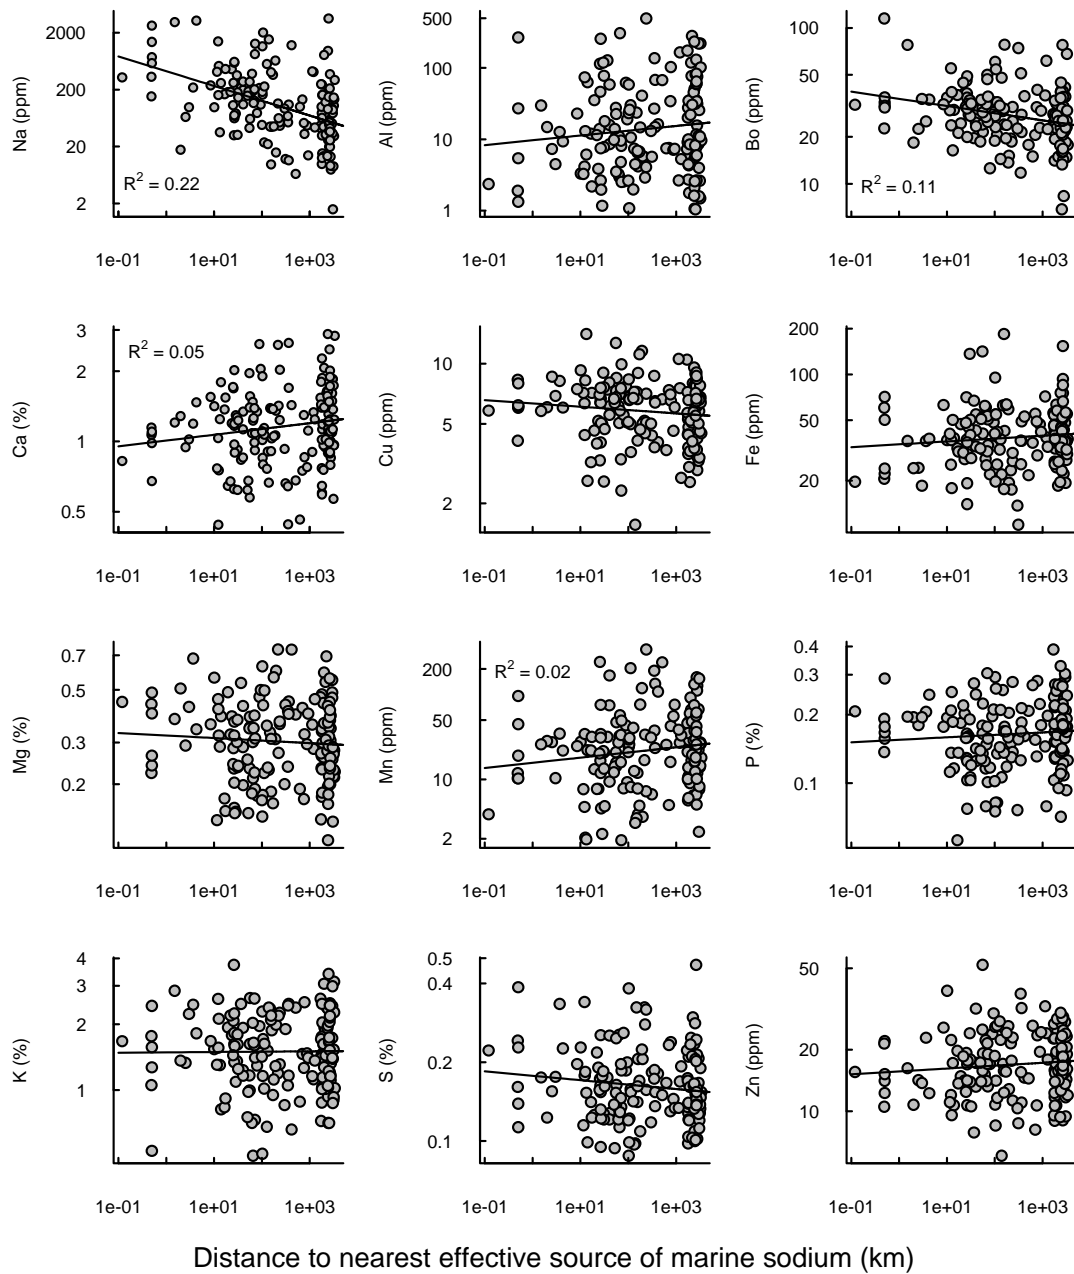 2000
200
20
2
Na (ppm)
R² = 0.22
1e-01 1e+01 1e+03
500
100
10
1
Al (ppm)
1e-01 1e+01 1e+03
100
50
20
10
Bo (ppm)
R² = 0.11
1e-01 1e+01 1e+03
3
2
1
0.5
Ca (%)
R² = 0.05
1e-01 1e+01 1e+03
10
5
2
Cu (ppm)
1e-01 1e+01 1e+03
200
100
50
20
Fe (ppm)
1e-01 1e+01 1e+03
0.7
0.5
0.3
0.2
Mg (%)
1e-01 1e+01 1e+03
200
50
10
2
Mn (ppm)
R² = 0.02
1e-01 1e+01 1e+03
0.4
0.3
0.2
0.1
P (%)
1e-01 1e+01 1e+03
4
3
2
1
K (%)
1e-01 1e+01 1e+03
0.5
0.4
0.2
0.1
S (%)
1e-01 1e+01 1e+03
50
20
10
Zn (ppm)
1e-01 1e+01 1e+03
Distance to nearest effective source of marine sodium (km)